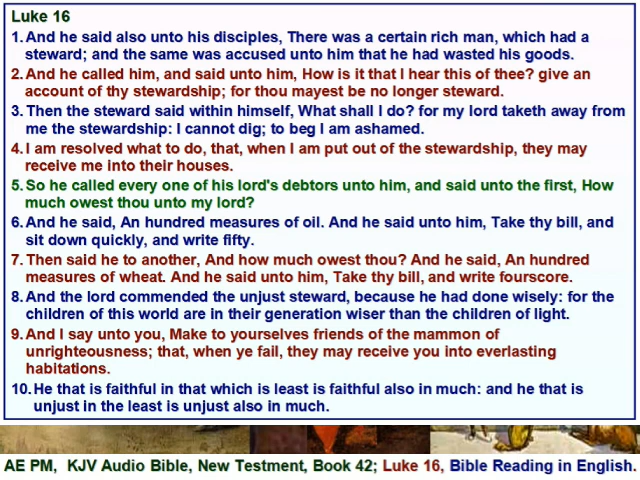 Luke 16
1. And he said also unto his disciples, There was a certain rich man, which had a
steward; and the same was accused unto him that he had wasted his goods.
2. And he called him, and said unto him, How is it that I hear this of thee? give an
account of thy stewardship; for thou mayest be no longer steward.
3. Then the steward said within himself, What shall I do? for my lord taketh away from
me the stewardship: I cannot dig; to beg I am ashamed.
4. I am resolved what to do, that, when I am put out of the stewardship, they may
receive me into their houses.
5. So he called every one of his lord's debtors unto him, and said unto the first, How
much owest thou unto my lord?
6. And he said, An hundred measures of oil. And he said unto him, Take thy bill, and
sit down quickly, and write fifty.
7. Then said he to another, And how much owest thou? And he said, An hundred
measures of wheat. And he said unto him, Take thy bill, and write fourscore.
8. And the lord commended the unjust steward, because he had done wisely: for the
children of this world are in their generation wiser than the children of light.
9. And I say unto you, Make to yourselves friends of the mammon of
unrighteousness; that, when ye fail, they may receive you into everlasting
habitations.
10. He that is faithful in that which is least is faithful also in much: and he that is
unjust in the least is unjust also in much.
AE PM, KJV Audio Bible, New Testment, Book 42; Luke 16, Bible Reading in English.